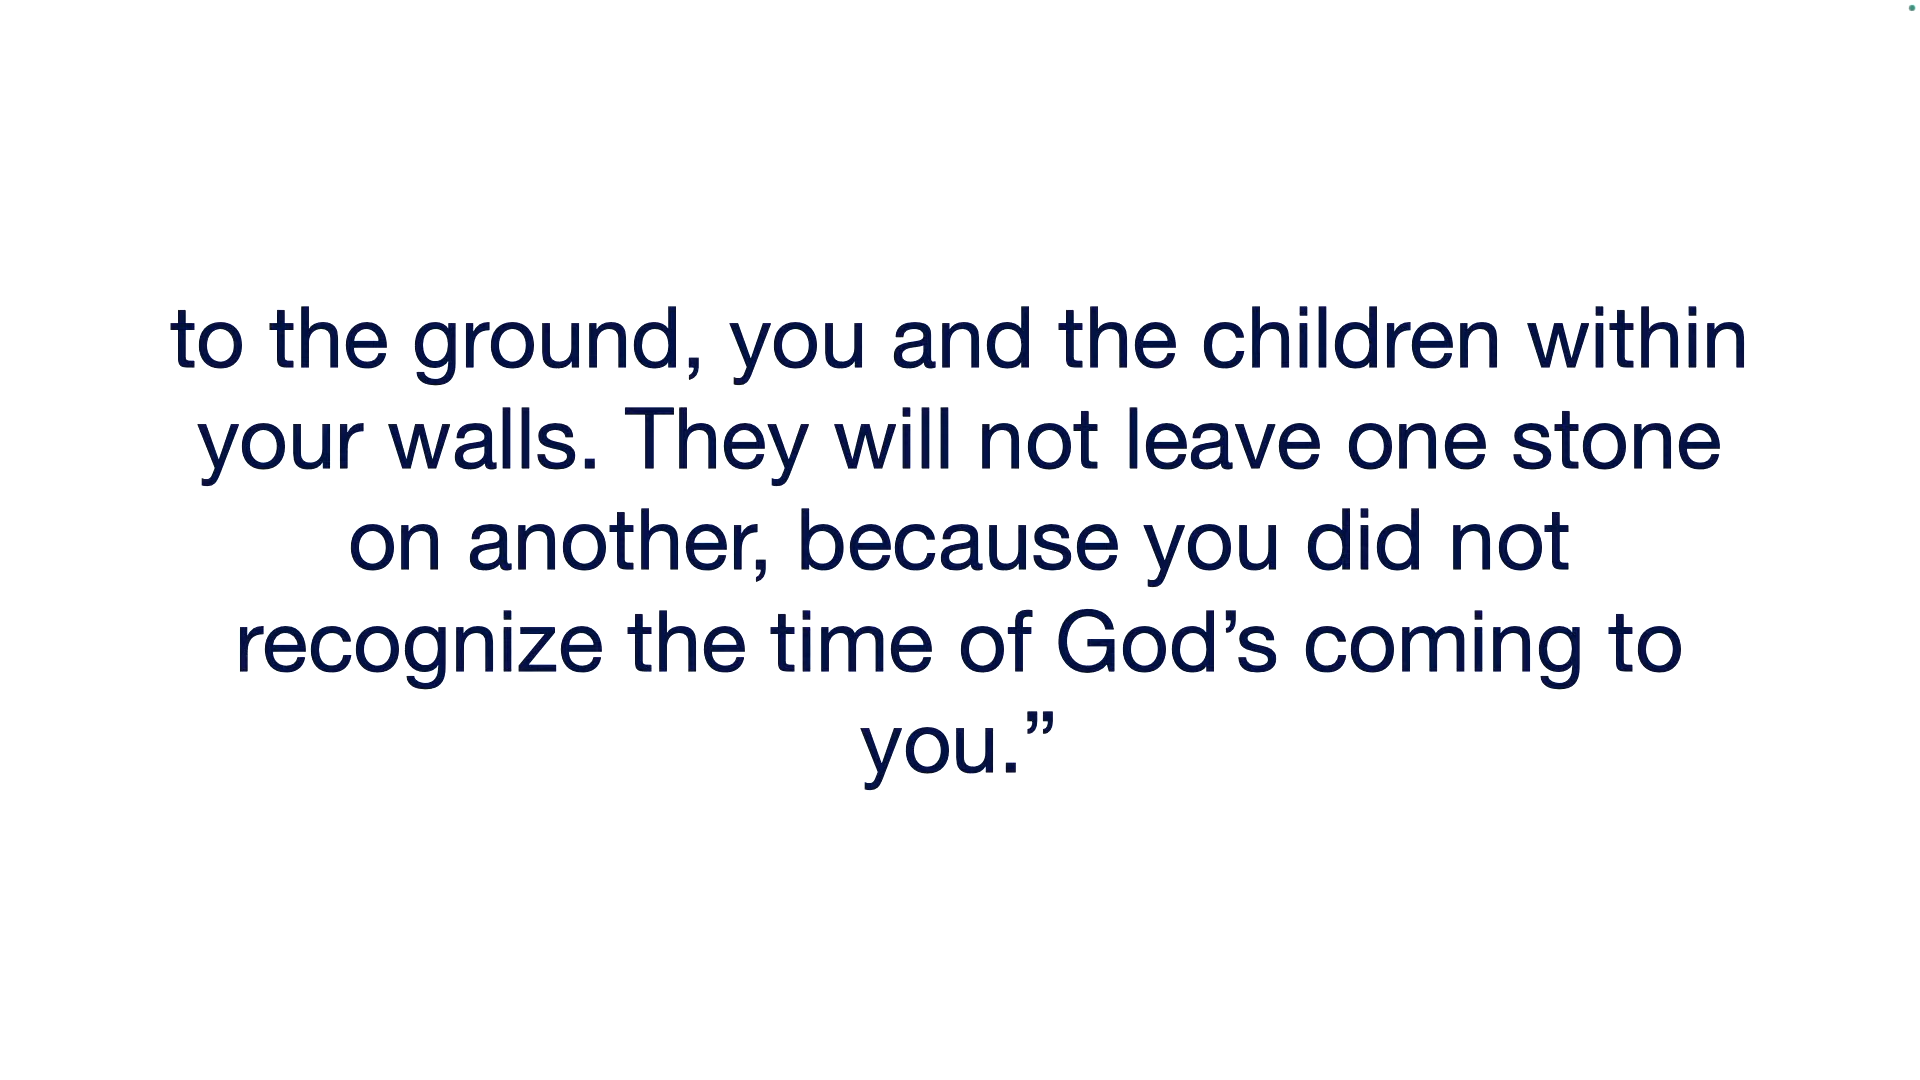 to the ground, you and the children within
your walls. They will not leave one stone
on another, because you did not
recognize the time of God’s coming to
you.”